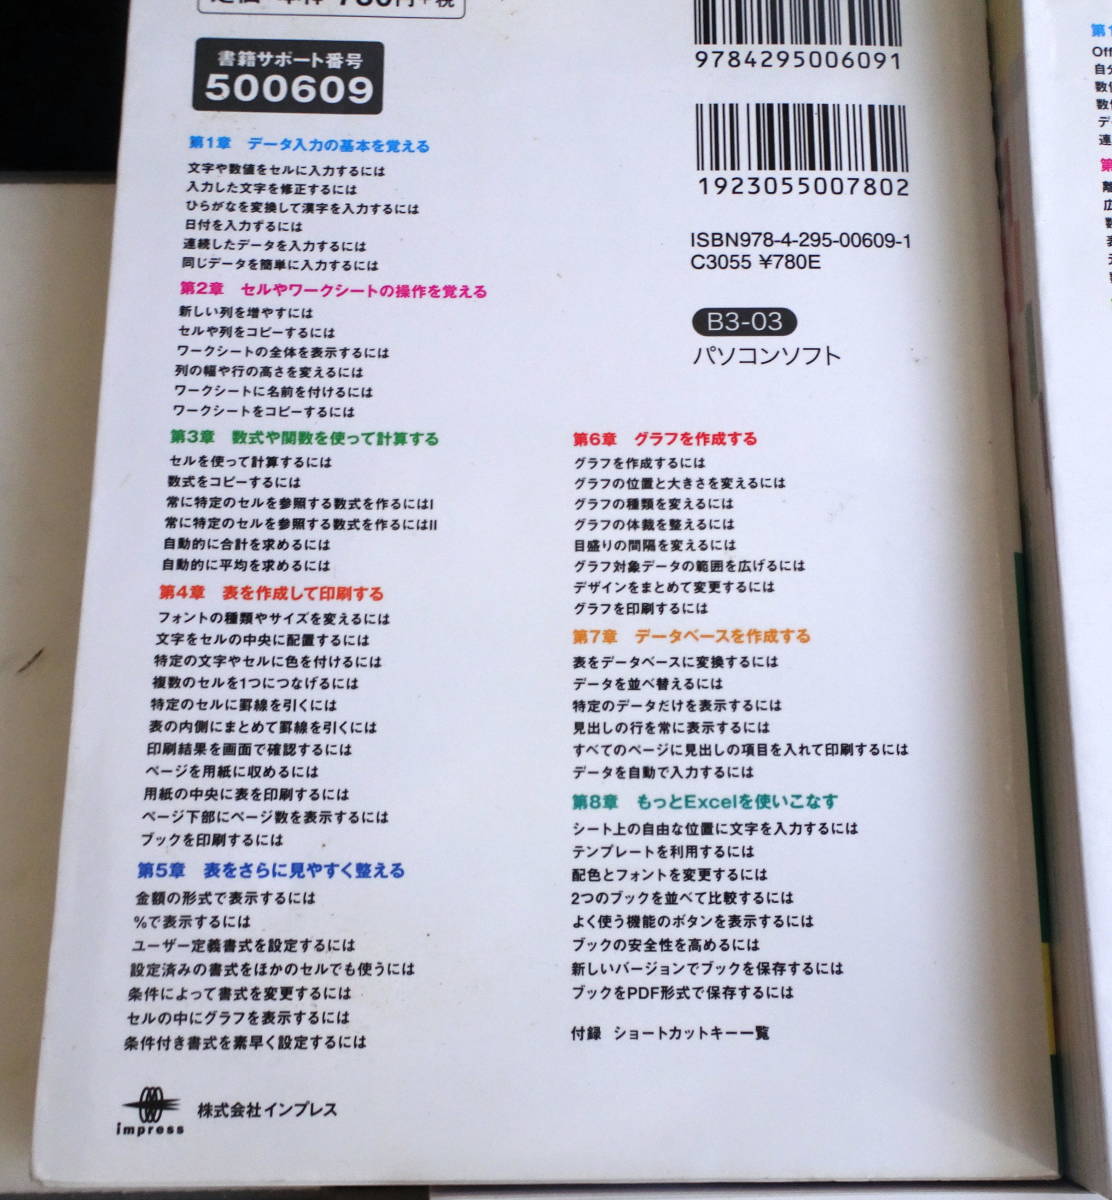 780円+税
書籍サポート番号
500609
9784295006091
1923055007802
ISBN978-4-295-00609-1
C3055 ¥780E
B3-03
パソコンソフト
第1章 データ入力の基本を覚える
文字や数値をセルに入力するには
入力した文字を修正するには
ひらがなを変換して漢字を入力するには
日付を入力するには
連続したデータを入力するには
同じデータを簡単に入力するには
第2章 セルやワークシートの操作を覚える
新しい列を増やすには
セルや列をコピーするには
ワークシートの全体を表示するには
列の幅や行の高さを変えるには
ワークシートに名前を付けるには
ワークシートをコピーするには
第3章 数式や関数を使って計算する
セルを使って計算するには
数式をコピーするには
常に特定のセルを参照する数式を作るにはI
常に特定のセルを参照する数式を作るにはII
自動的に合計を求めるには
自動的に平均を求めるには
第4章 表を作成して印刷する
フォントの種類やサイズを変えるには
文字をセルの中央に配置するには
特定の文字やセルに色を付けるには
複数のセルを1つにつなげるには
特定のセルに罫線を引くには
表の内側にまとめて罫線を引くには
印刷結果を画面で確認するには
ページを用紙に収めるには
用紙の中央に表を印刷するには
ページ下部にページ数を表示するには
ブックを印刷するには
第5章 表をさらに見やすく整える
金額の形式で表示するには
%で表示するには
ユーザー定義書式を設定するには
設定済みの書式をほかのセルでも使うには
条件によって書式を変更するには
セルの中にグラフを表示するには
条件付き書式を素早く設定するには
第6章 グラフを作成する
グラフを作成するには
グラフの位置と大きさを変えるには
グラフの種類を変えるには
グラフの体裁を整えるには
目盛りの間隔を変えるには
グラフ対象データの範囲を広げるには
デザインをまとめて変更するには
グラフを印刷するには
第7章 データベースを作成する
表をデータベースに変換するには
データを並べ替えるには
特定のデータだけを表示するには
見出しの行を常に表示するには
すべてのページに見出しの項目を入れて印刷するには
データを自動で入力するには
第8章 もっとExcelを使いこなす
シート上の自由な位置に文字を入力するには
テンプレートを利用するには
配色とフォントを変更するには
2つのブックを並べて比較するには
よく使う機能のボタンを表示するには
ブックの安全性を高めるには
新しいバージョンでブックを保存するには
ブックをPDF形式で保存するには
付録 ショートカットキー一覧
impress
株式会社インプレス